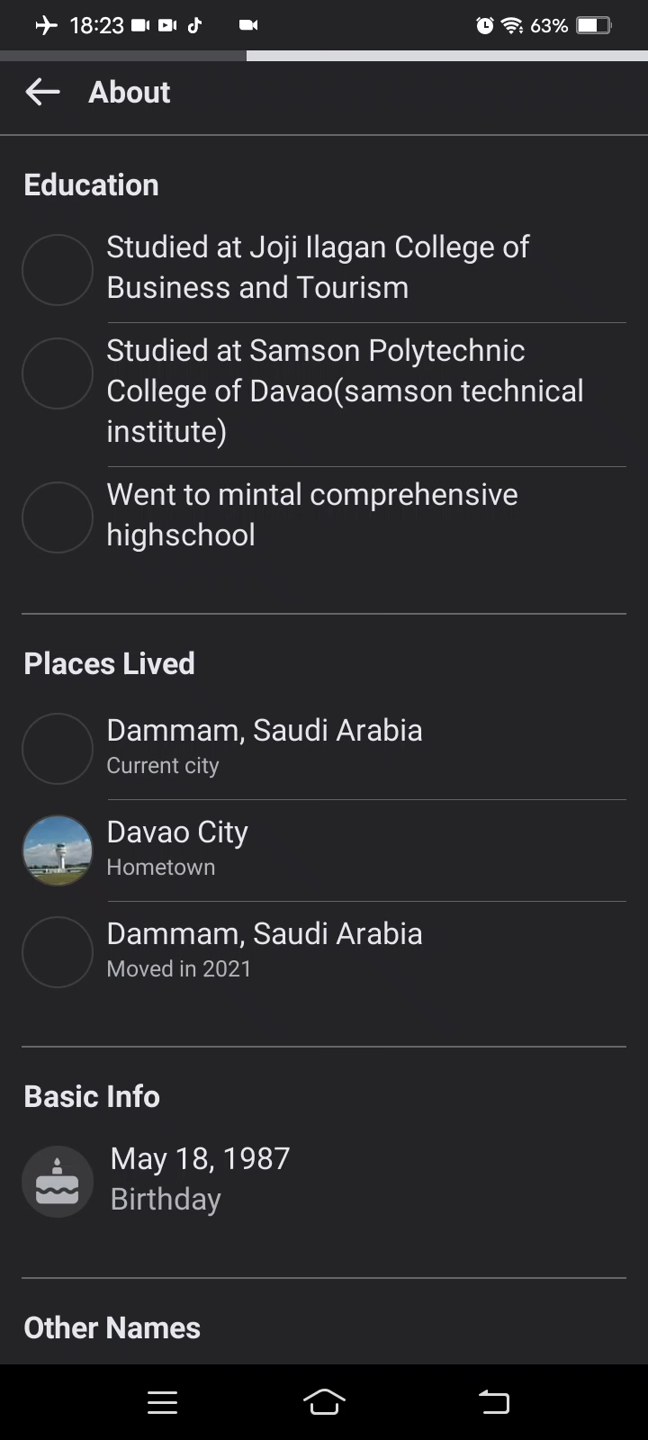 18:23
63%
About
Education
Studied at Joji Ilagan College of
Business and Tourism
Studied at Samson Polytechnic
College of Davao(samson technical
institute)
Went to mintal comprehensive
highschool
Places Lived
Dammam, Saudi Arabia
Current city
Davao City
Hometown
Dammam, Saudi Arabia
Moved in 2021
Basic Info
May 18, 1987
Birthday
Other Names